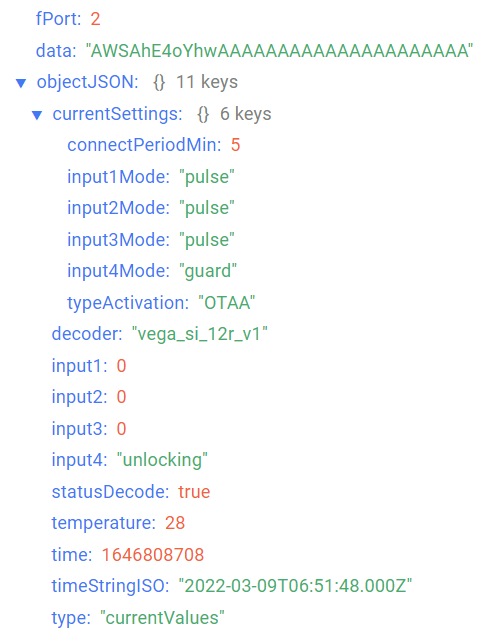 fPort: 2
data: "AWSAhE4oYhwAAAAAAAAAAAAAAAAAAAAA"
objectJSON: {} 11 keys
currentSettings: {} 6 keys
connectPeriodMin: 5
input1Mode: "pulse"
input2Mode: "pulse"
input3Mode: "pulse"
input4Mode: "guard"
typeActivation: "OTAA"
decoder: "vega_si_12r_v1"
input1: 0
input2: 0
input3: 0
input4: "unlocking"
statusDecode: true
temperature: 28
time: 1646808708
timeStringISO: "2022-03-09T06:51:48.000Z"
type: "currentValues"